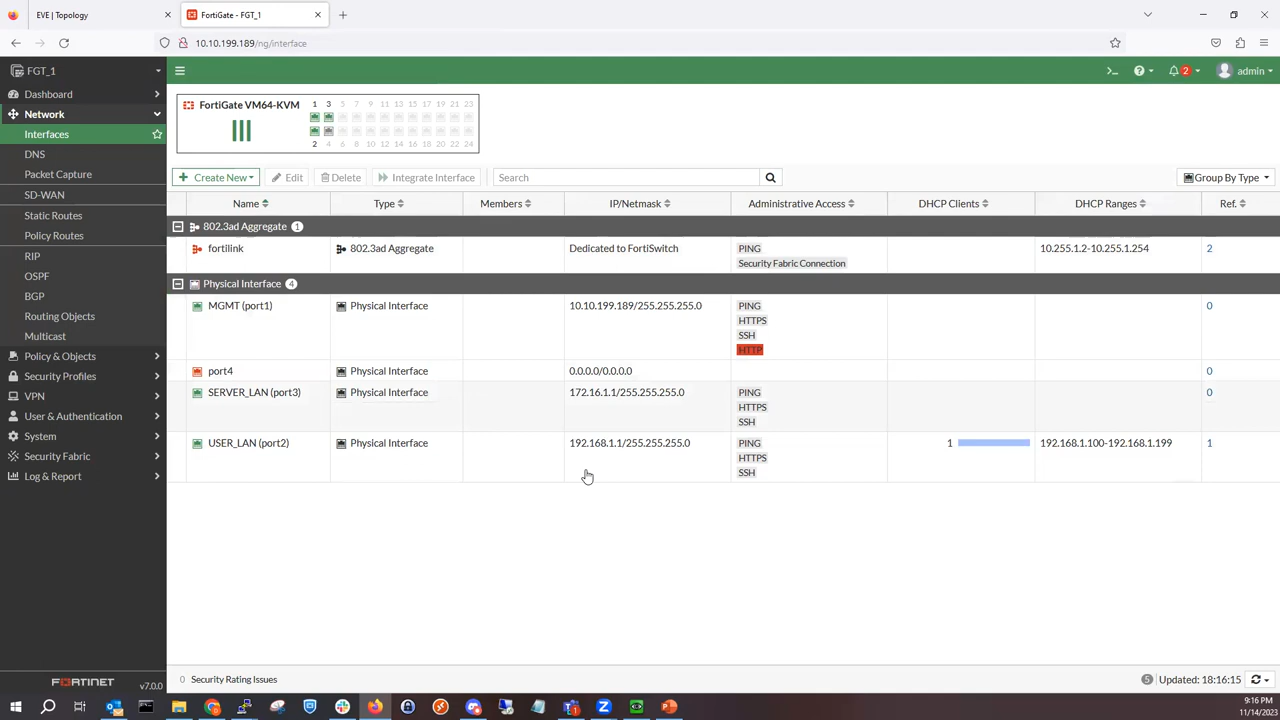 EVE | Topology
FortiGate - FGT_1
10.10.199.189/ng/interface
FGT_1
2
admin
Dashboard
Network
Interfaces
DNS
Packet Capture
SD-WAN
Static Routes
Policy Routes
RIP
OSPF
BGP
Routing Objects
Multicast
Policy & Objects
Security Profiles
VPN
User & Authentication
System
Security Fabric
Log & Report
FORTINET v7.0.0
FortiGate VM64-KVM
1 3 5 7 9 11 13 15 17 19 21 23
2 4 6 8 10 12 14 16 18 20 22 24
Create New Edit Delete Integrate Interface Search Group By Type
Name Type Members IP/Netmask Administrative Access DHCP Clients DHCP Ranges Ref.
802.3ad Aggregate 1
fortilink 802.3ad Aggregate Dedicated to FortiSwitch PING 10.255.1.2-10.255.1.254 2
Security Fabric Connection
Physical Interface 4
MGMT (port1) Physical Interface 10.10.199.189/255.255.255.0 PING 0
HTTPS
SSH
HTTP
port4 Physical Interface 0.0.0.0/0.0.0.0 0
SERVER_LAN (port3) Physical Interface 172.16.1.1/255.255.255.0 PING 0
HTTPS
SSH
USER_LAN (port2) Physical Interface 192.168.1.1/255.255.255.0 PING 1 192.168.1.100-192.168.1.199 1
HTTPS
SSH
0 Security Rating Issues 5 Updated: 18:16:15
9:16 PM
11/14/2023